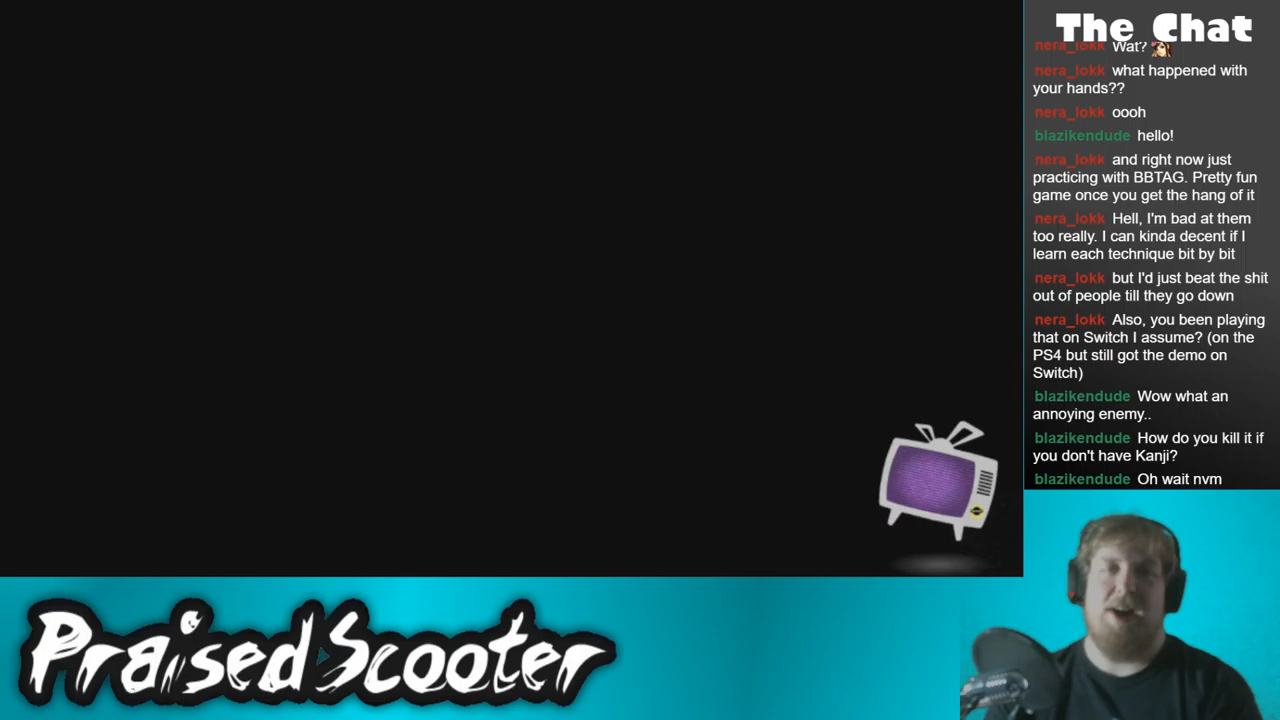 The Chat
nera_lokk Wat?
nera_lokk what happened with
your hands??
nera_lokk oooh
blazikendude hello!
nera_lokk and right now just
practicing with BBTAG. Pretty fun
game once you get the hang of it
nera_lokk Hell, I'm bad at them
too really. I can kinda decent if I
learn each technique bit by bit
nera_lokk but I'd just beat the shit
out of people till they go down
nera_lokk Also, you been playing
that on Switch I assume? (on the
PS4 but still got the demo on
Switch)
blazikendude Wow what an
annoying enemy..
blazikendude How do you kill it if
you don't have Kanji?
blazikendude Oh wait nvm
PraisedScooter